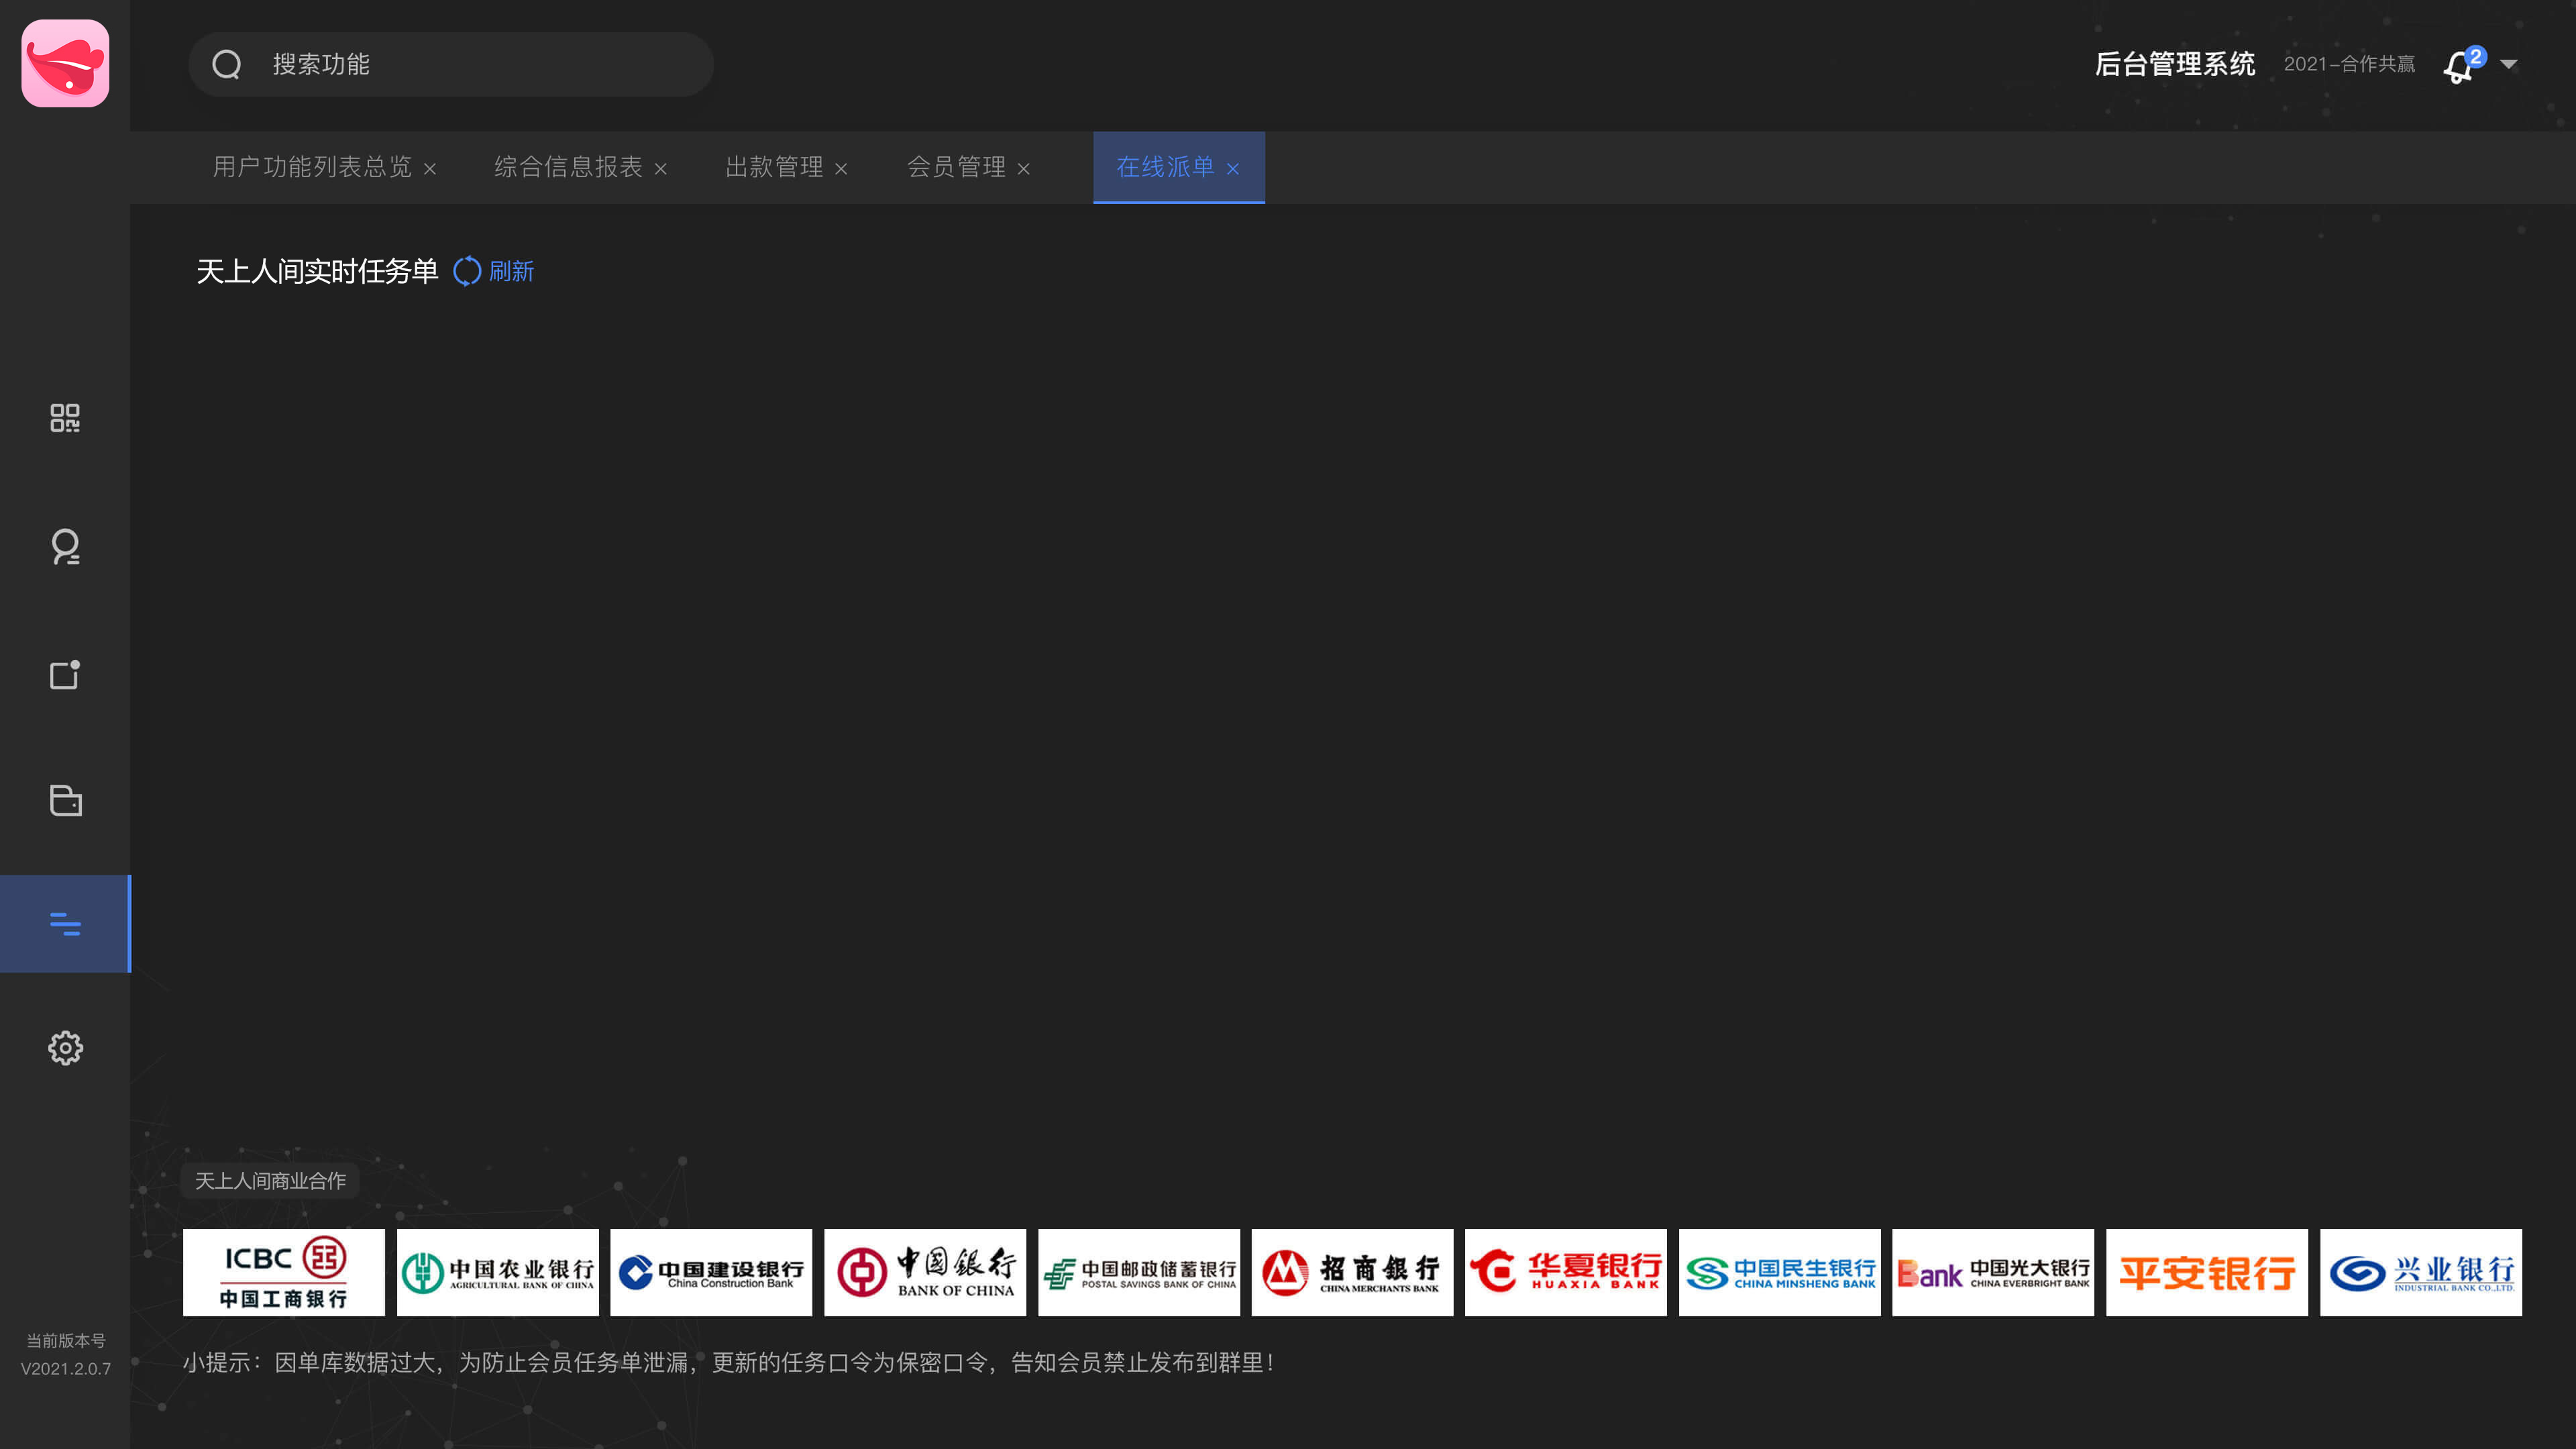 搜索功能
后台管理系统 2021-合作共赢 2
用户功能列表总览 × 综合信息报表 × 出款管理 × 会员管理 × 在线派单 ×
天上人间实时任务单 刷新
天上人间商业合作
ICBC 中国工商银行
中国农业银行 AGRICULTURAL BANK OF CHINA
中国建设银行 China Construction Bank
中国银行 BANK OF CHINA
中国邮政储蓄银行 POSTAL SAVINGS BANK OF CHINA
招商银行 CHINA MERCHANTS BANK
华夏银行 HUAXIA BANK
中国民生银行 CHINA MINSHENG BANK
Bank 中国光大银行 CHINA EVERBRIGHT BANK
平安银行
兴业银行 INDUSTRIAL BANK CO.,LTD.
当前版本号
V2021.2.0.7
小提示：因单库数据过大，为防止会员任务单泄漏，更新的任务口令为保密口令，告知会员禁止发布到群里！